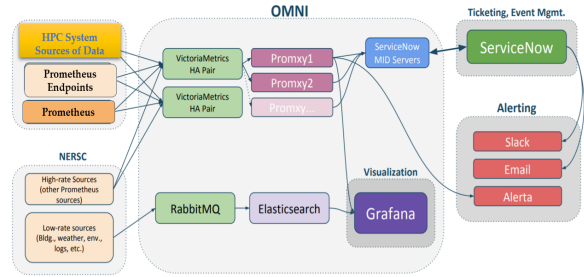 OMNI
Ticketing, Event Mgmt.
HPC System
Sources of Data
Prometheus
Endpoints
Prometheus
VictoriaMetrics
HA Pair
VictoriaMetrics
HA Pair
Promxy1
Promxy2
Promxy...
ServiceNow
MID Servers
ServiceNow
Alerting
Slack
Email
Alerta
NERSC
High-rate Sources
(other Prometheus
sources)
Low-rate sources
(Bldg., weather, env.,
logs, etc.)
RabbitMQ
Elasticsearch
Visualization
Grafana